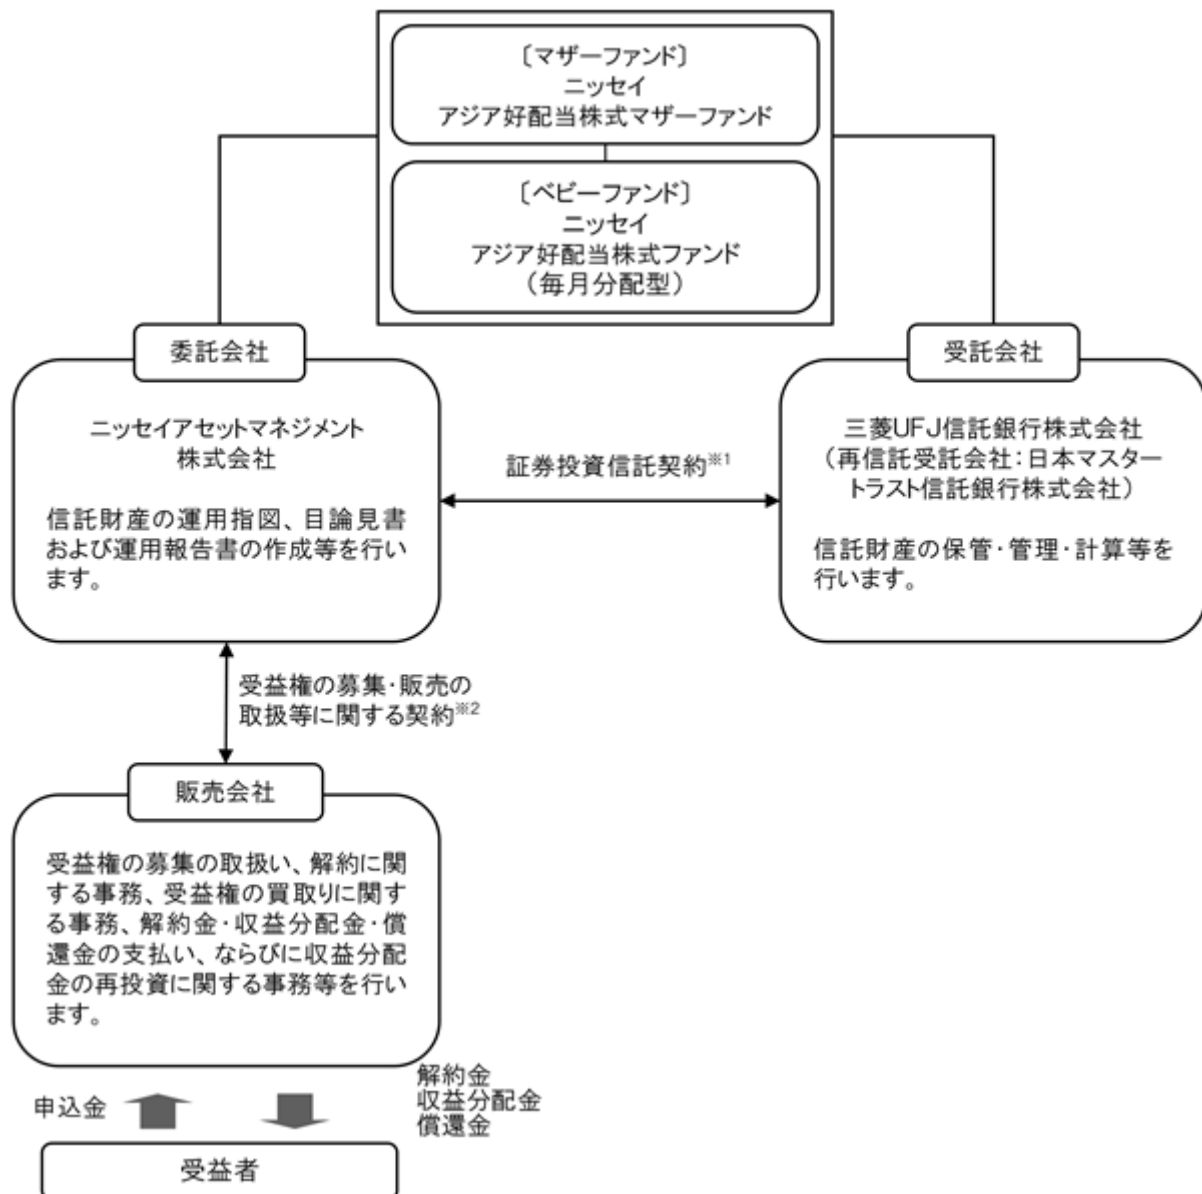 〔マザーファンド〕
ニッセイ
アジア好配当株式マザーファンド
〔ベビーファンド〕
ニッセイ
アジア好配当株式ファンド
（毎月分配型）
委託会社
ニッセイアセットマネジメント
株式会社
信託財産の運用指図、目論見書
および運用報告書の作成等を行い
ます。
証券投資信託契約※1
受託会社
三菱UFJ信託銀行株式会社
（再信託受託会社：日本マスター
トラスト信託銀行株式会社）
信託財産の保管・管理・計算等を
行います。
受益権の募集・販売の
取扱等に関する契約※2
販売会社
受益権の募集の取扱い、解約に関
する事務、受益権の買取りに関す
る事務、解約金・収益分配金・償
還金の支払い、ならびに収益分配
金の再投資に関する事務等を行い
ます。
申込金
解約金
収益分配金
償還金
受益者